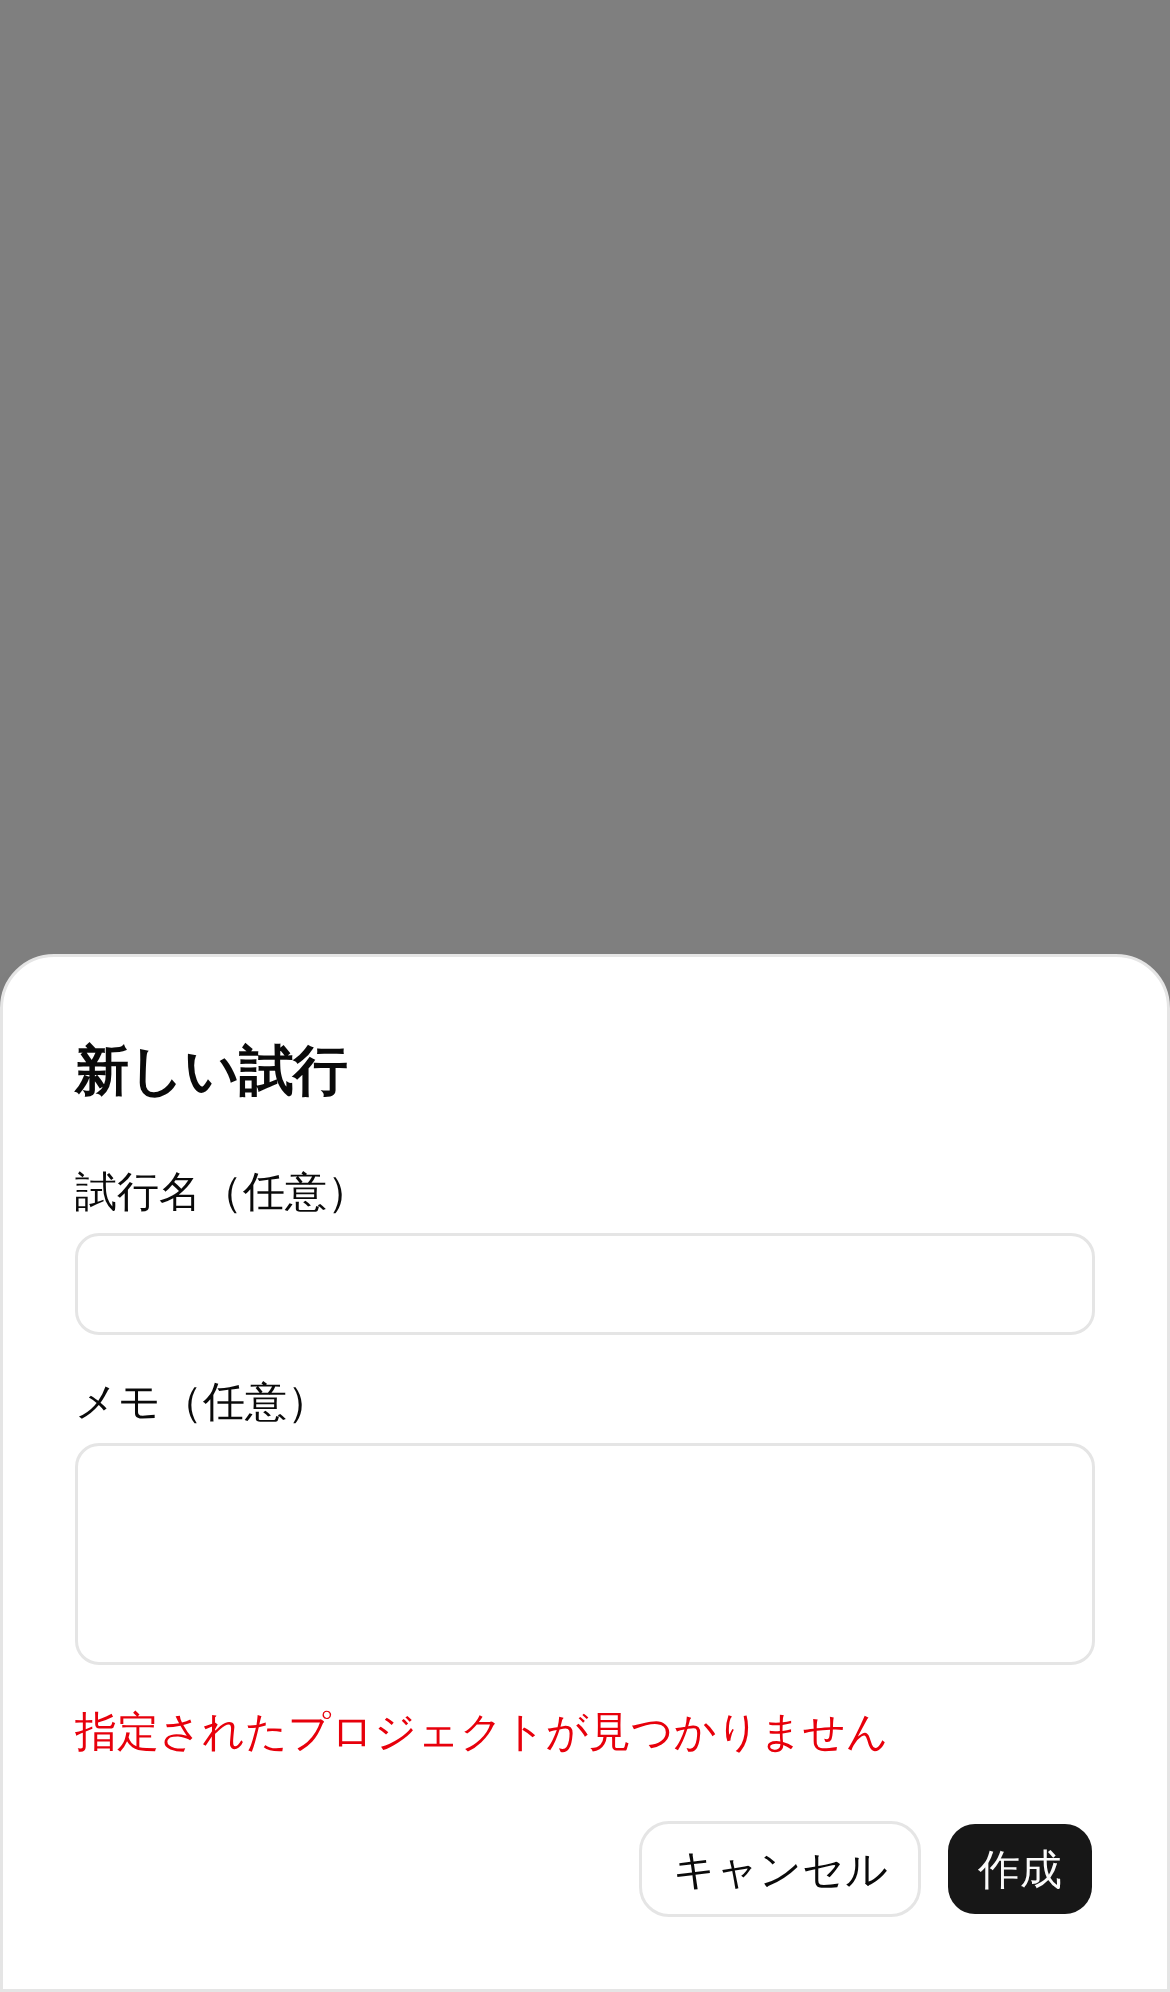 新しい試行
試行名（任意）
メモ（任意）
指定されたプロジェクトが見つかりません
キャンセル
作成